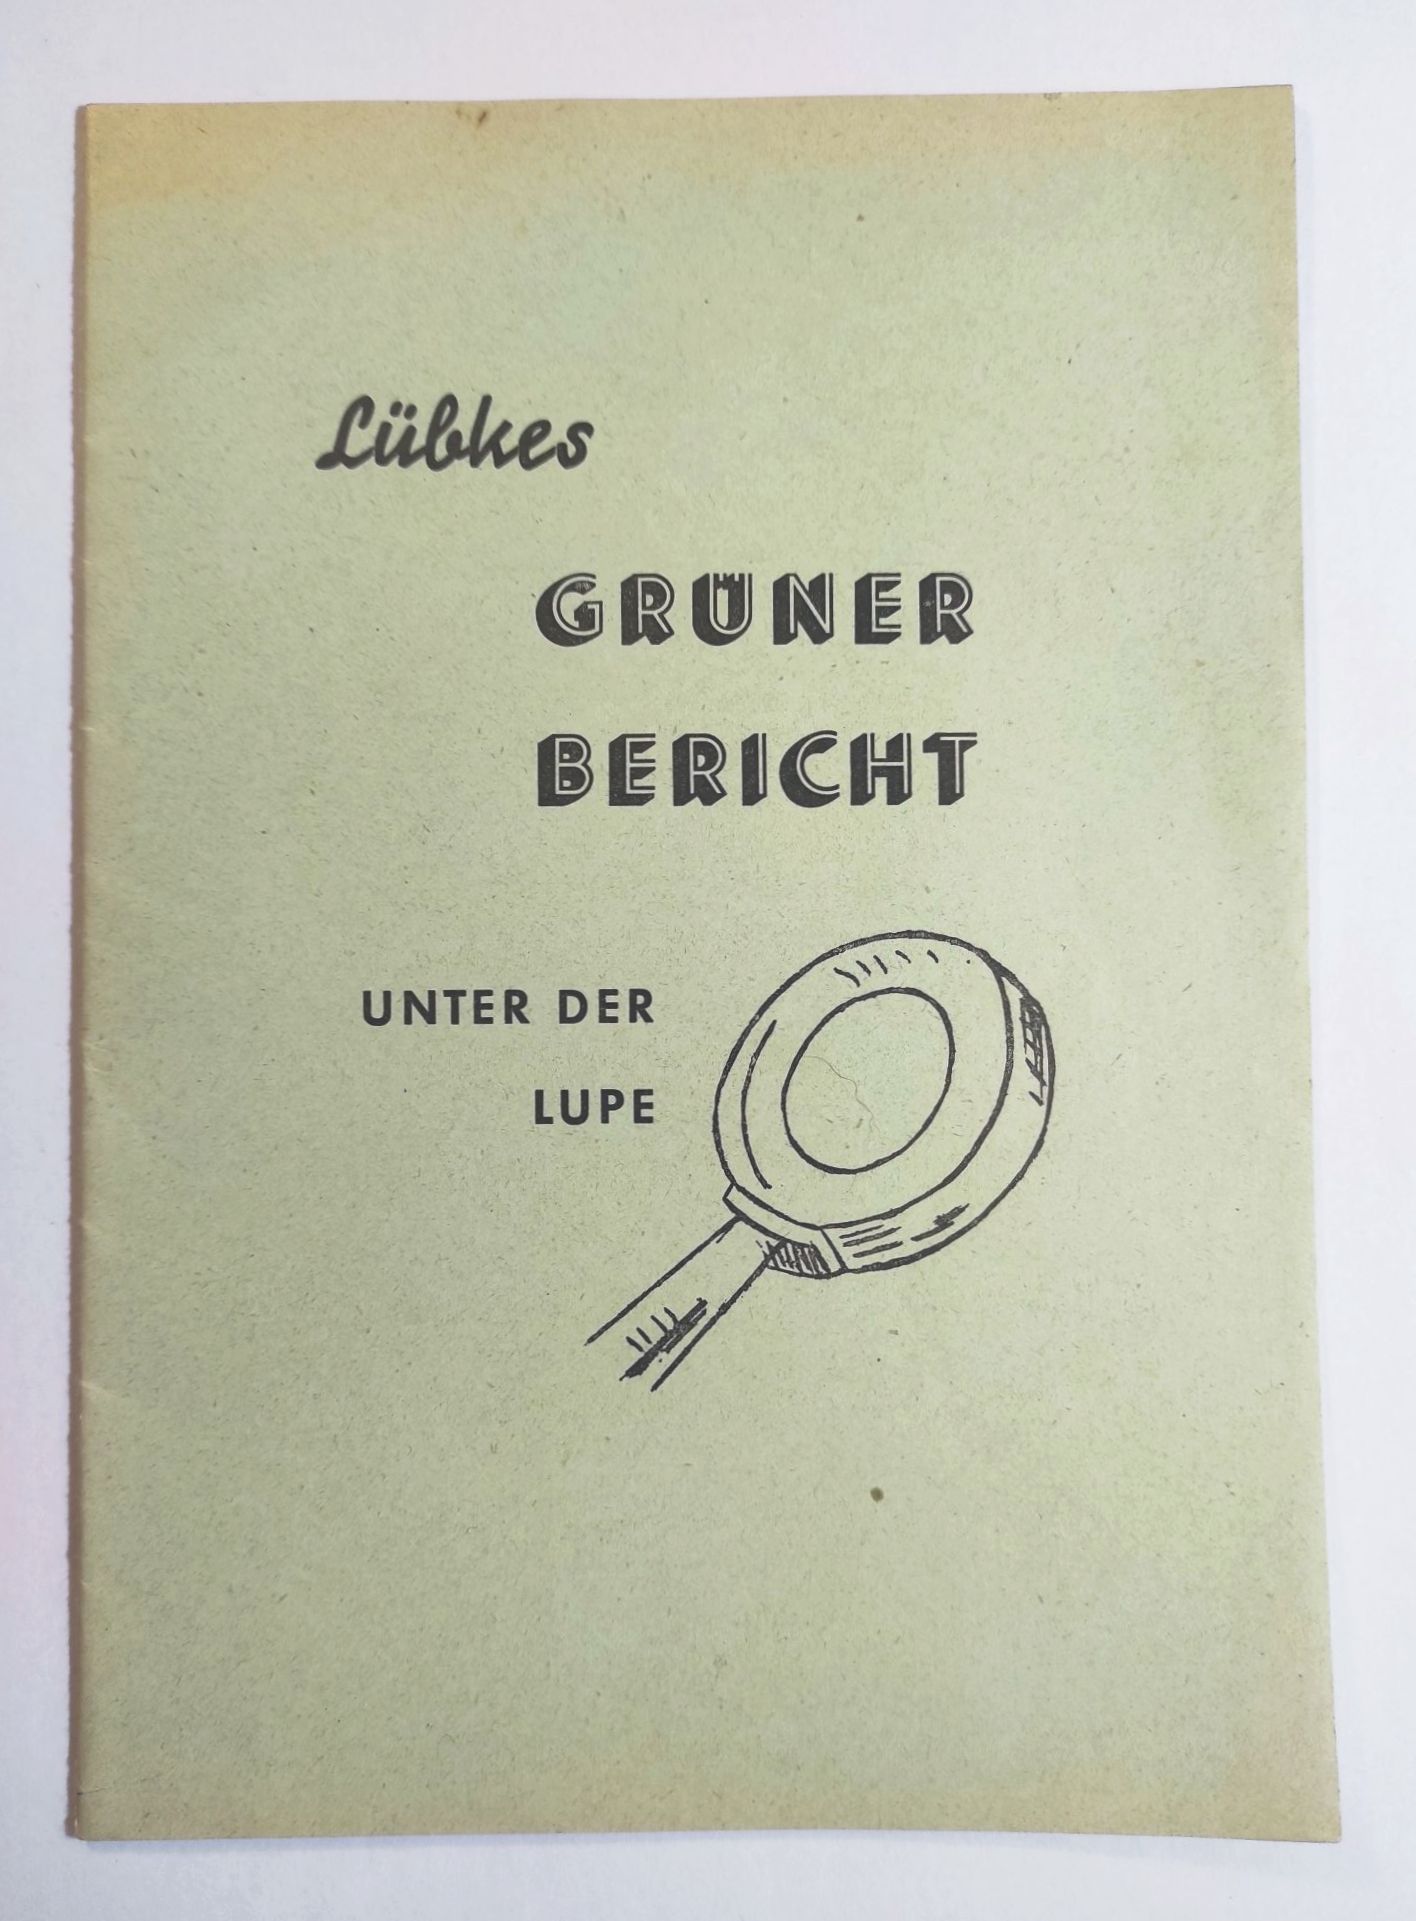 Lübkes
GRÜNER
BERICHT
UNTER DER
LUPE